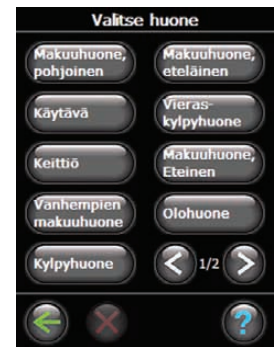 Valitse huone
Makuuhuone,
pohjoinen
Makuuhuone,
eteläinen
Käytävä
Vieras-
kylpyhuone
Keittiö
Makuuhuone,
Eteinen
Vanhempien
makuuhuone
Olohuone
Kylpyhuone
< 1/2 >
?